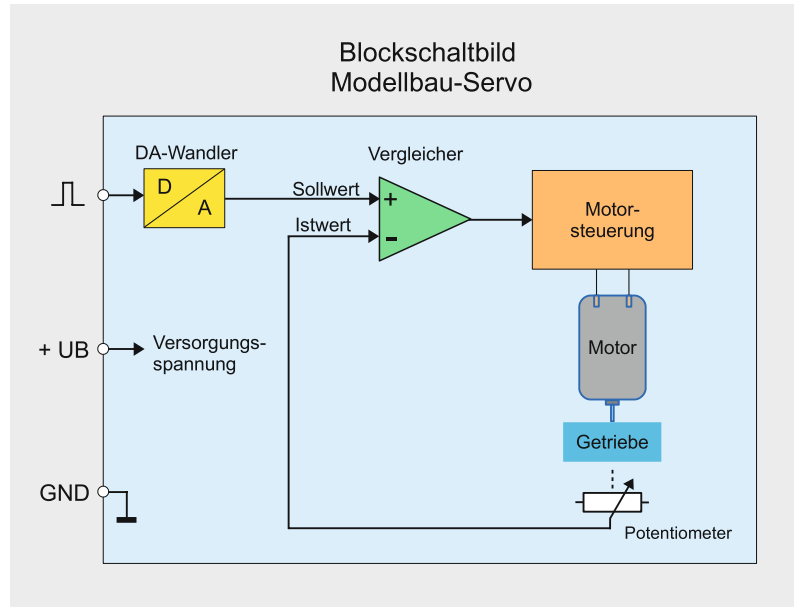 Blockschaltbild
Modellbau-Servo
DA-Wandler
Vergleicher
D
A
Sollwert
+
Istwert
-
Motor-
steuerung
+ UB
Versorgungs-
spannung
Motor
Getriebe
GND
Potentiometer